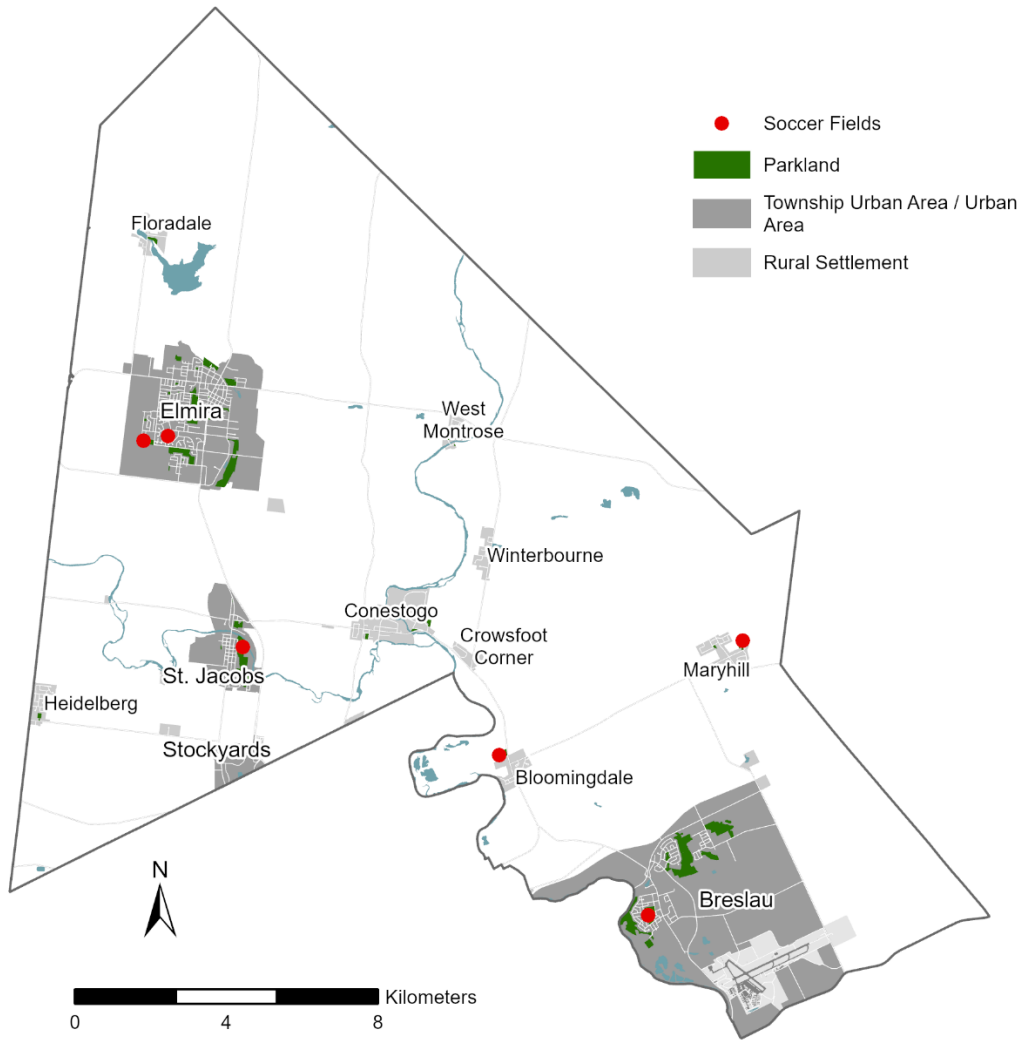 Soccer Fields
Parkland
Township Urban Area / Urban
Area
Rural Settlement
Floradale
Elmira
West
Montrose
Winterbourne
Conestogo
Crowsfoot
Corner
St. Jacobs
Maryhill
Heidelberg
Stockyards
Bloomingdale
Breslau
N
Kilometers
0 4 8